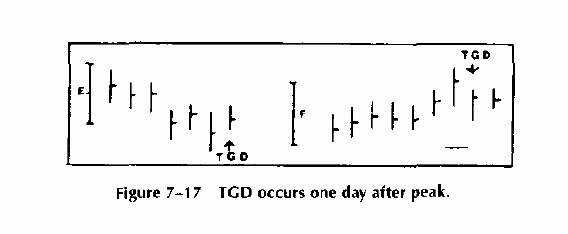 TGD
E
F
TGD
Figure 7–17 TGD occurs one day after peak.